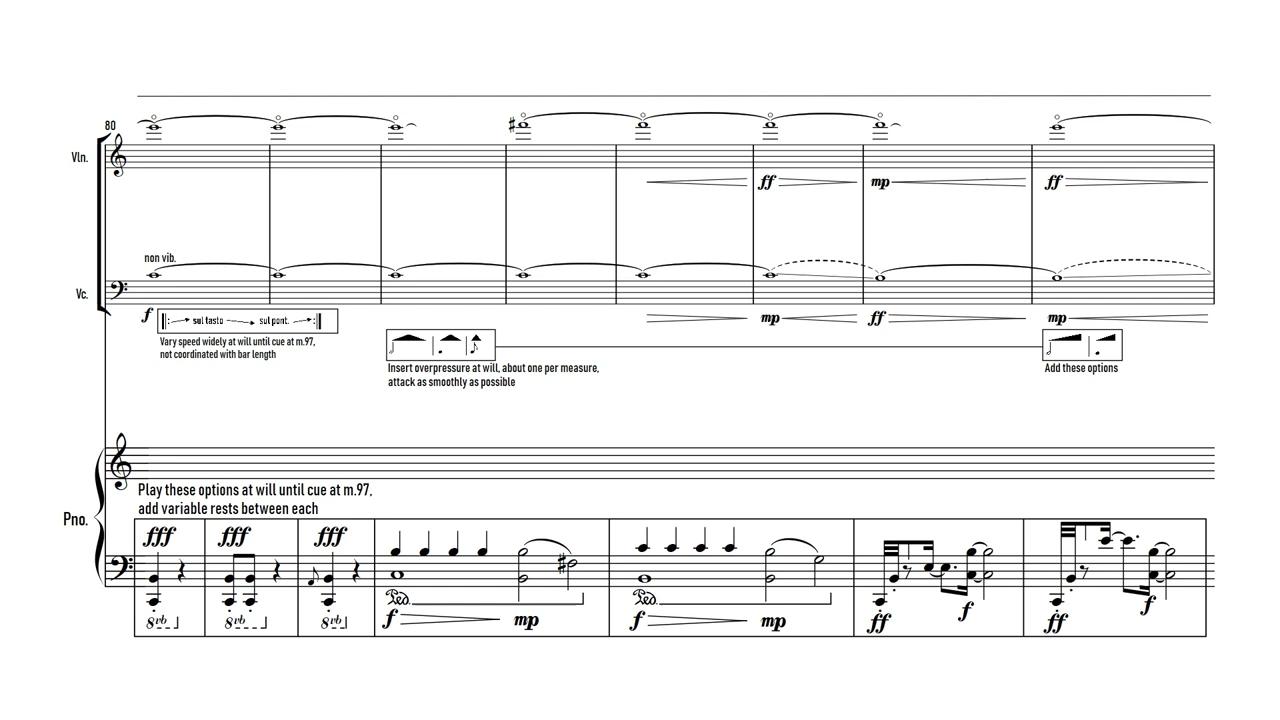 80
Vln.
ff
mp
ff
non vib.
Vc.
f
sul tasto sul pont.
mp
ff
mp
Vary speed widely at will until cue at m.97,
not coordinated with bar length
Insert overpressure at will, about one per measure,
attack as smoothly as possible
Add these options
Play these options at will until cue at m.97,
add variable rests between each
Pno.
fff
fff
fff
Ped.
Ped.
8vb
8vb
8vb
f
mp
f
mp
ff
f
ff
f